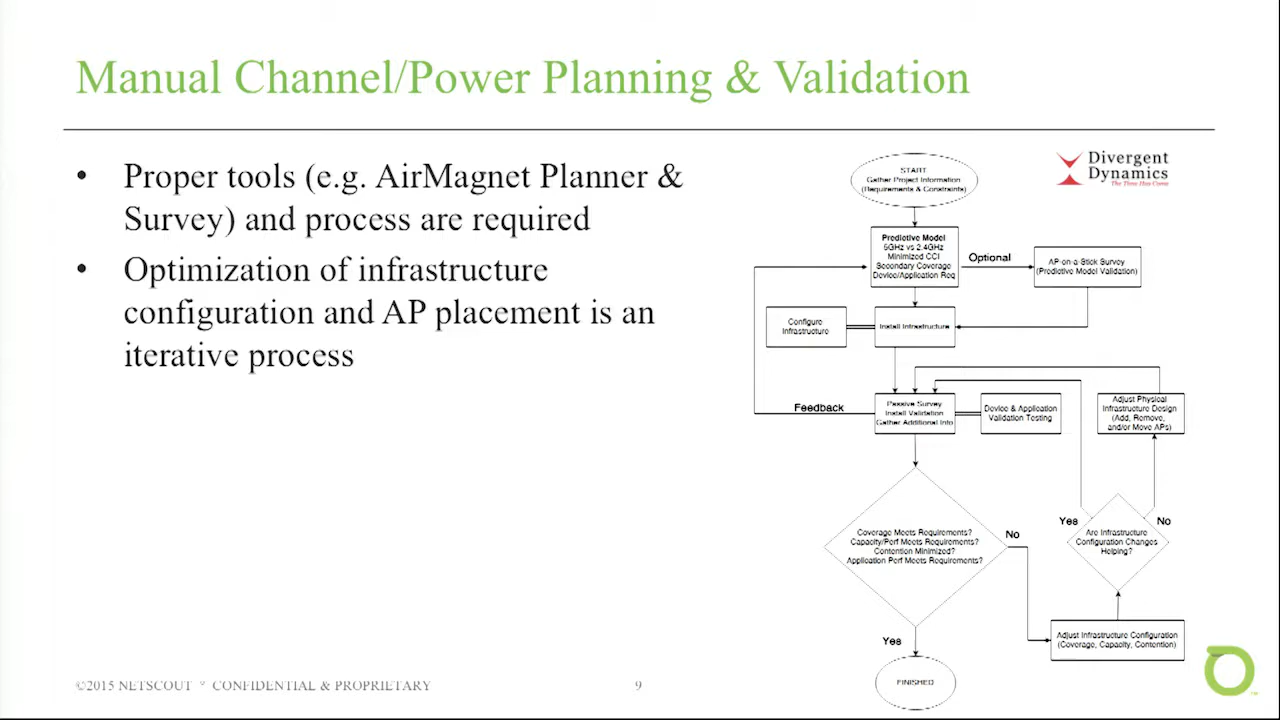 Manual Channel/Power Planning & Validation
• Proper tools (e.g. AirMagnet Planner &
Survey) and process are required
• Optimization of infrastructure
configuration and AP placement is an
iterative process
Divergent
Dynamics
START
Gather Project Information
(Requirements & Constraints)
Predictive Model
5GHz vs 2.4GHz
Minimized CCI
Secondary Coverage
Device/Application Req
Optional
AP-on-a-Stick Survey
(Predictive Model Validation)
Configure
Infrastructure
Install Infrastructure
Feedback
Passive Survey
Install Validation
Gather Additional Info
Device & Application
Validation Testing
Adjust Physical
Infrastructure Design
(Add, Remove,
and/or Move APs)
Coverage Meets Requirements?
Capacity/Perf Meets Requirements?
Contention Minimized?
Application Perf Meets Requirements?
No
Yes
No
Are Infrastructure
Configuration Changes
Helping?
Adjust Infrastructure Configuration
(Coverage, Capacity, Contention)
Yes
FINISHED
©2015 NETSCOUT ° CONFIDENTIAL & PROPRIETARY
9